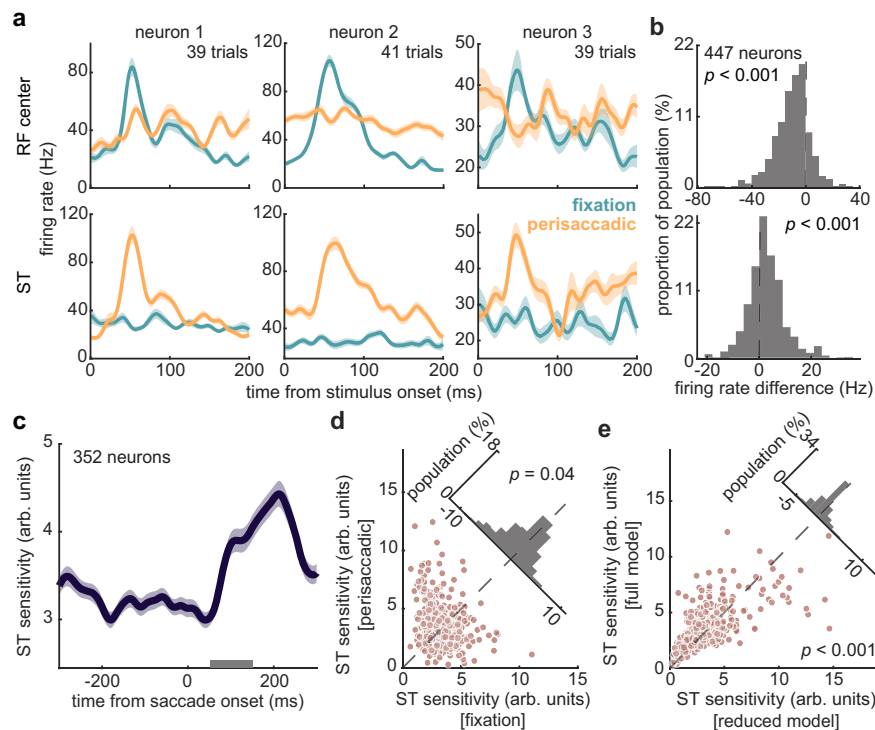 a
neuron 1
39 trials
neuron 2
41 trials
neuron 3
39 trials
RF center
ST
firing rate (Hz)
80
40
0
120
80
40
0
50
40
30
20
120
80
40
0
120
80
40
60
50
40
30
20
fixation
perisaccadic
0 100 200
0 100 200
0 100 200
time from stimulus onset (ms)
b
447 neurons
p < 0.001
22
11
0
-80 -40 0 40
p < 0.001
22
11
0
-20 0 20
proportion of population (%)
firing rate difference (Hz)
c
352 neurons
5
4
3
ST sensitivity (arb. units)
-200 0 200
time from saccade onset (ms)
d
population (%)
18
0
-10
10
p = 0.04
15
10
5
0
ST sensitivity (arb. units)
[perisaccadic]
0 5 10 15
ST sensitivity (arb. units)
[fixation]
e
population (%)
34
0
-5
10
p < 0.001
15
10
5
0
ST sensitivity (arb. units)
[full model]
0 5 10 15
ST sensitivity (arb. units)
[reduced model]